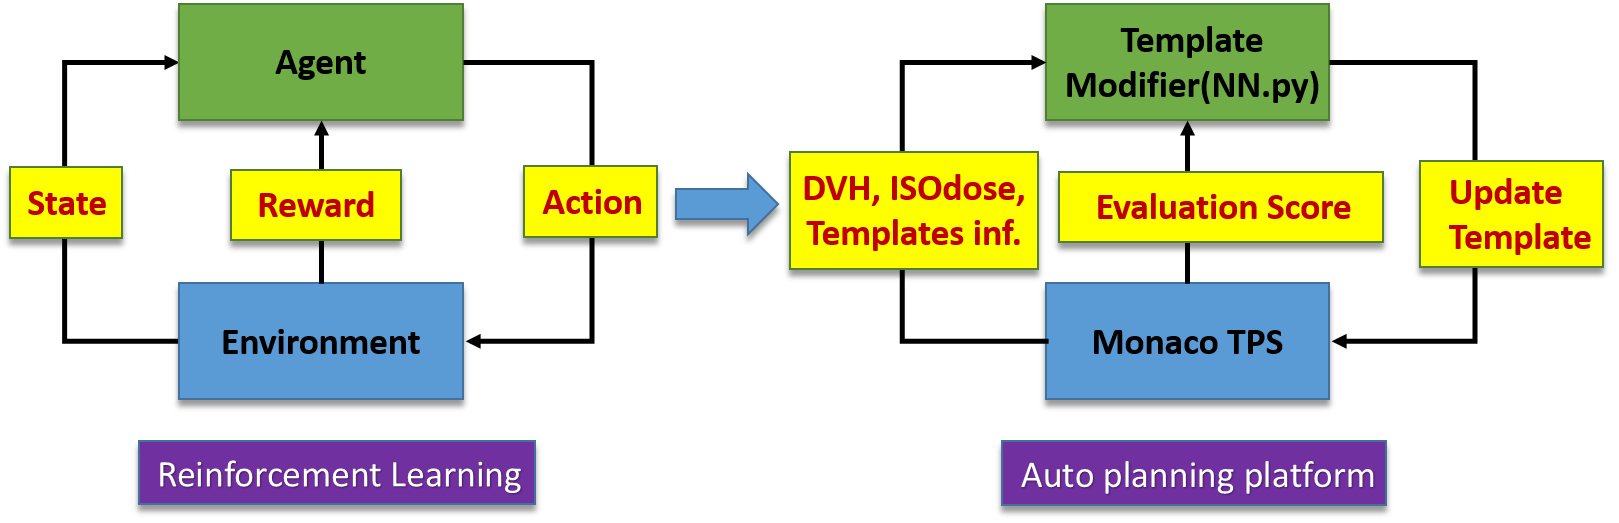 Agent
State
Reward
Action
Environment
Reinforcement Learning
Template
Modifier(NN.py)
DVH, ISOdose,
Templates inf.
Evaluation Score
Update
Template
Monaco TPS
Auto planning platform